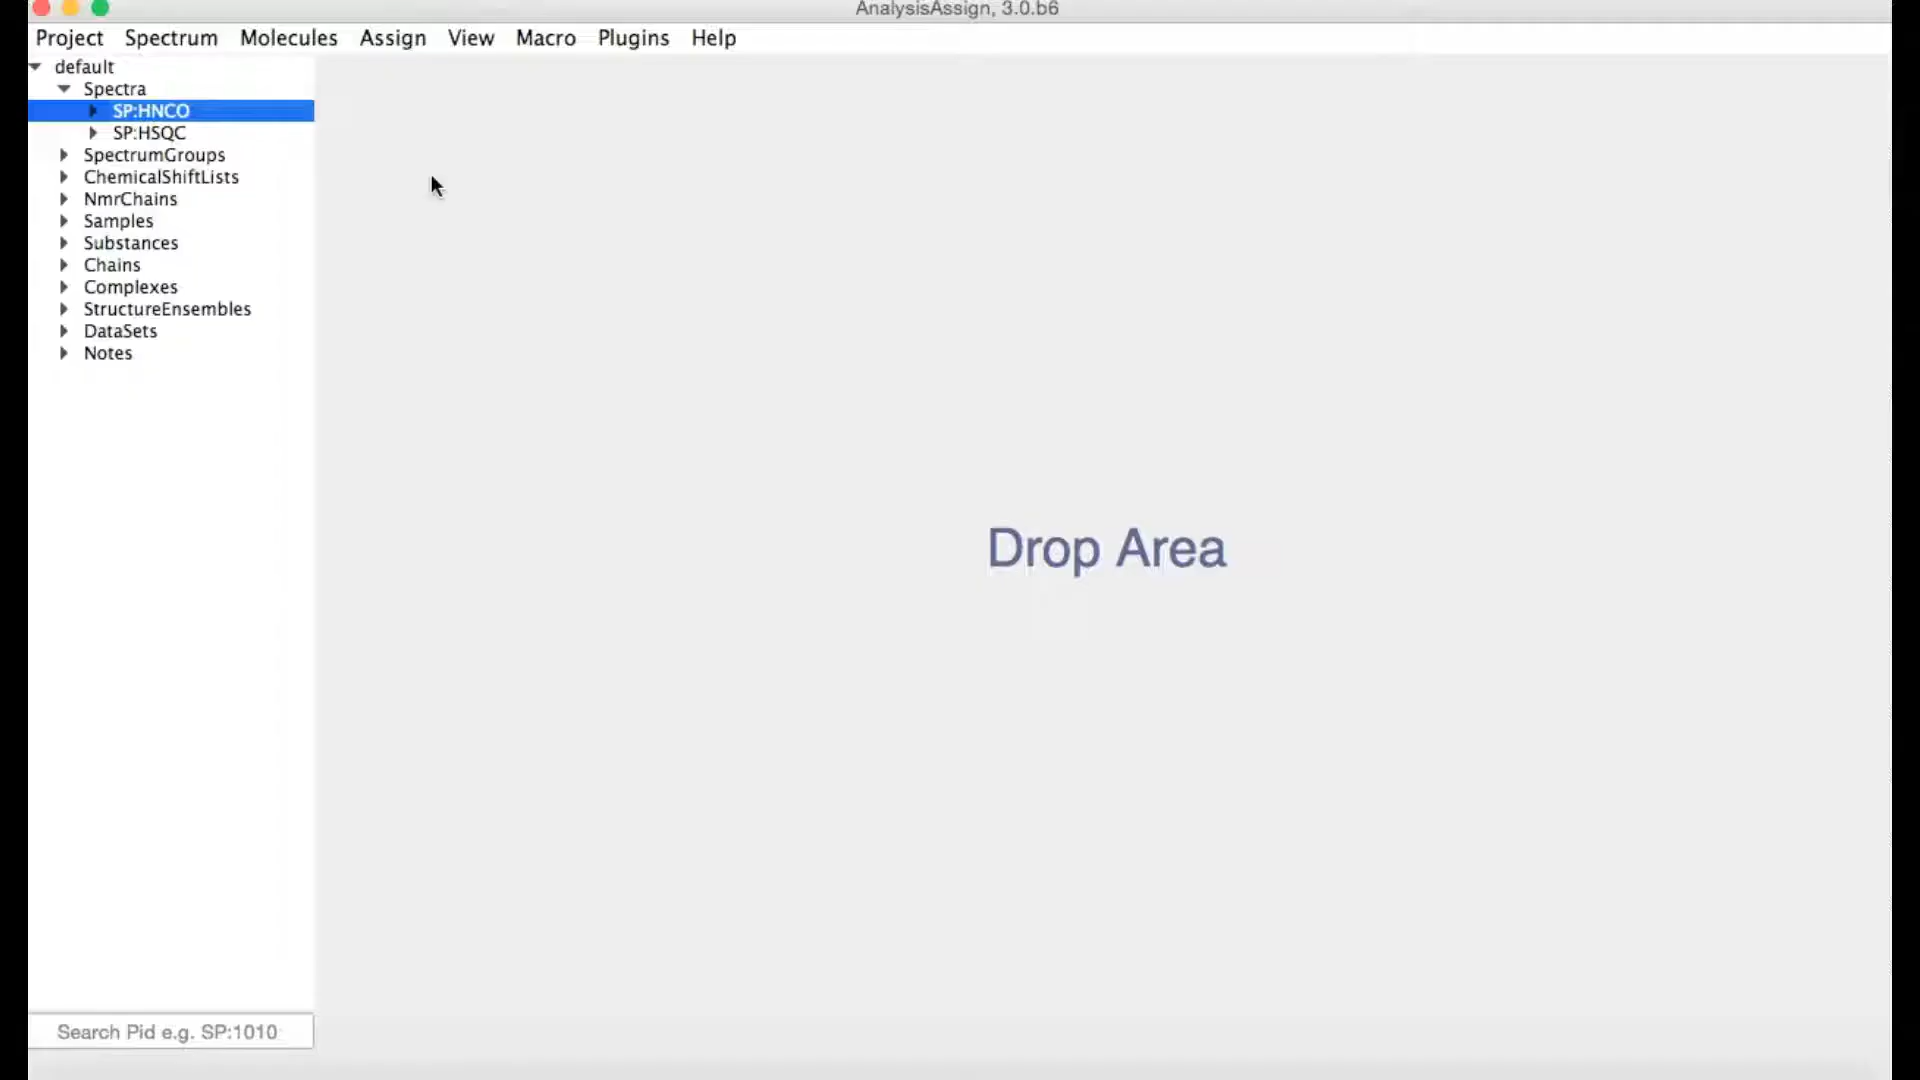 AnalysisAssign, 3.0.b6
Project Spectrum Molecules Assign View Macro Plugins Help
default
Spectra
SP:HNCO
SP:HSQC
SpectrumGroups
ChemicalShiftLists
NmrChains
Samples
Substances
Chains
Complexes
StructureEnsembles
DataSets
Notes
Drop Area
Search Pid e.g. SP:1010